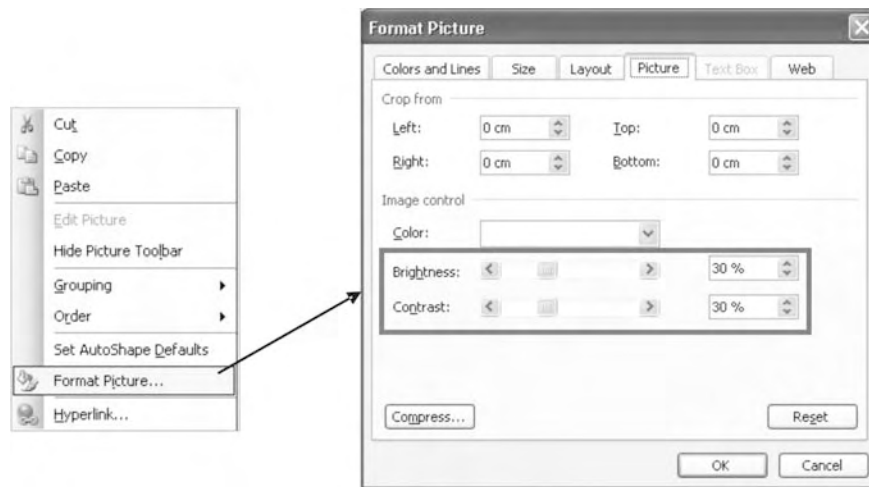 Cut
Copy
Paste
Edit Picture
Hide Picture Toolbar
Grouping
Order
Set AutoShape Defaults
Format Picture...
Hyperlink...
Format Picture
Colors and Lines Size Layout Picture Text Box Web
Crop from
Left: 0 cm Top: 0 cm
Right: 0 cm Bottom: 0 cm
Image control
Color:
Brightness: 30 %
Contrast: 30 %
Compress... Reset
OK Cancel